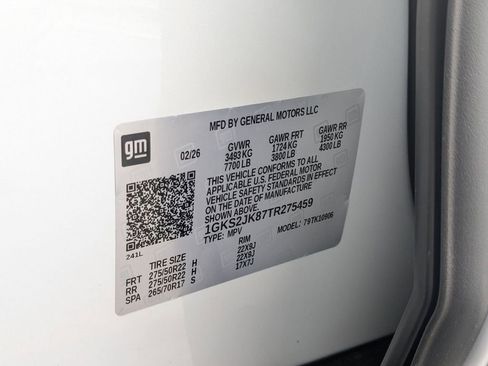 gm
MFD BY GENERAL MOTORS LLC
02/26 GVWR GAWR FRT GAWR RR
3493 KG 1724 KG 1950 KG
7700 LB 3800 LB 4300 LB
THIS VEHICLE CONFORMS TO ALL
APPLICABLE U.S. FEDERAL MOTOR
VEHICLE SAFETY STANDARDS IN EFFECT
ON THE DATE OF MANUFACTURE
SHOWN ABOVE.
1GKS2JK87TR275459
TYPE: MPV MODEL: 79TK10906
241L
TIRE SIZE RIM
FRT 275/50R22 H 22X9J
RR 275/50R22 H 22X9J
SPA 265/70R17 S 17X7J